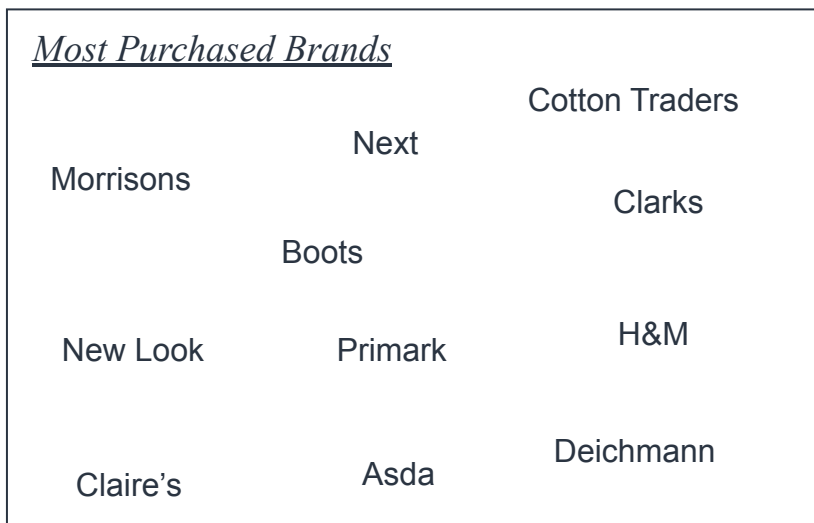 Most Purchased Brands
Cotton Traders
Next
Morrisons
Clarks
Boots
New Look
Primark
H&M
Claire’s
Asda
Deichmann